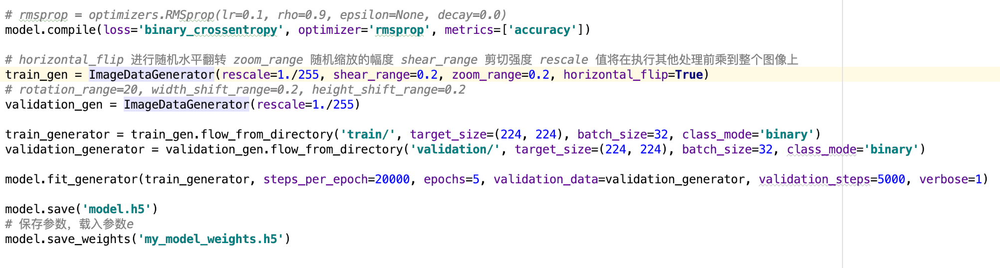 # rmsprop = optimizers.RMSprop(lr=0.1, rho=0.9, epsilon=None, decay=0.0)
model.compile(loss='binary_crossentropy', optimizer='rmsprop', metrics=['accuracy'])
# horizontal_flip 进行随机水平翻转 zoom_range 随机缩放的幅度 shear_range 剪切强度 rescale 值将在执行其他处理前乘到整个图像上
train_gen = ImageDataGenerator(rescale=1./255, shear_range=0.2, zoom_range=0.2, horizontal_flip=True)
# rotation_range=20, width_shift_range=0.2, height_shift_range=0.2
validation_gen = ImageDataGenerator(rescale=1./255)
train_generator = train_gen.flow_from_directory('train/', target_size=(224, 224), batch_size=32, class_mode='binary')
validation_generator = validation_gen.flow_from_directory('validation/', target_size=(224, 224), batch_size=32, class_mode='binary')
model.fit_generator(train_generator, steps_per_epoch=20000, epochs=5, validation_data=validation_generator, validation_steps=5000, verbose=1)
model.save('model.h5')
# 保存参数，载入参数e
model.save_weights('my_model_weights.h5')